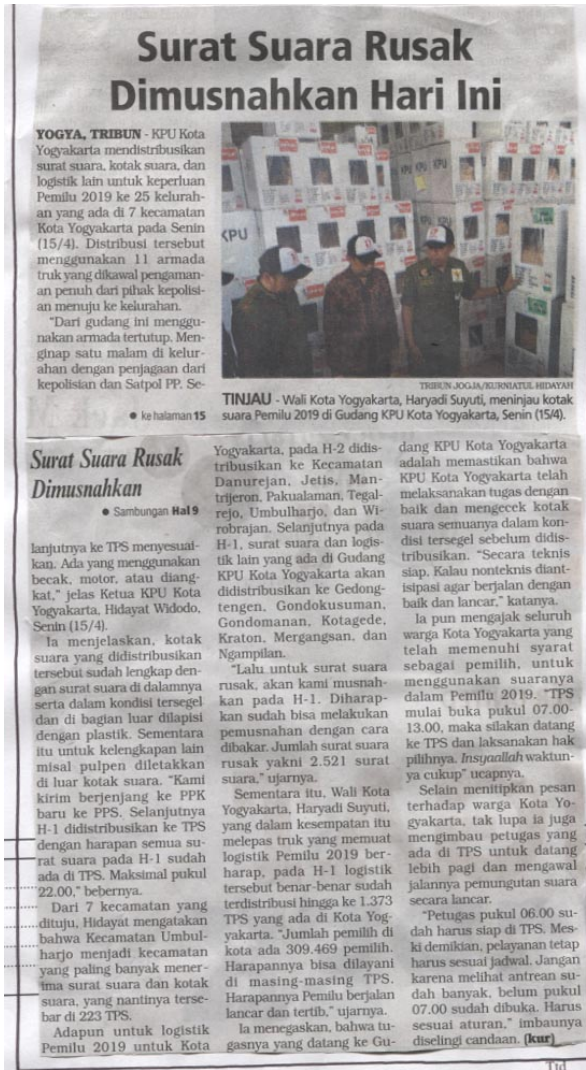 Surat Suara Rusak
Dimusnahkan Hari Ini
YOGYA, TRIBUN - KPU Kota
Yogyakarta mendistribusikan
surat suara, kotak suara, dan
logistik lain untuk keperluan
Pemilu 2019 ke 25 kelurah-
an yang ada di 7 kecamatan
Kota Yogyakarta pada Senin
(15/4). Distribusi tersebut
menggunakan 11 armada
truk yang dikawal pengaman-
an penuh dari pihak kepolisi-
an menuju ke kelurahan.
"Dari gudang ini menggu-
nakan armada tertutup. Me-
nginap satu malam di kelur-
ahan dengan penjagaan dari
kepolisian dan Satpol PP. Se-
● ke halaman 15
KPU
KPU
KPU
TRIBUN JOGJA/KURNIATUL HIDAYAH
TINJAU - Wali Kota Yogyakarta, Haryadi Suyuti, meninjau kotak
suara Pemilu 2019 di Gudang KPU Kota Yogyakarta, Senin (15/4).
Surat Suara Rusak
Dimusnahkan
● Sambungan Hal 9
lanjutnya ke TPS menyesuai-
kan. Ada yang menggunakan
becak, motor, atau diang-
kat," jelas Ketua KPU Kota
Yogyakarta, Hidayat Widodo,
Senin (15/4).
Ia menjelaskan, kotak
suara yang didistribusikan
tersebut sudah lengkap den-
gan surat suara di dalamnya
serta dalam kondisi tersegel
dan di bagian luar dilapisi
dengan plastik. Sementara
itu untuk kelengkapan lain
misal pulpen diletakkan
di luar kotak suara. "Kami
kirim berjenjang ke PPK
baru ke PPS. Selanjutnya
H-1 didistribusikan ke TPS
dengan harapan semua su-
rat suara pada H-1 sudah
ada di TPS. Maksimal pukul
22.00," bebernya.
Dari 7 kecamatan yang
dituju, Hidayat mengatakan
bahwa Kecamatan Umbul-
harjo menjadi kecamatan
yang paling banyak mener-
ima surat suara dan kotak
suara, yang nantinya terse-
bar di 223 TPS.
Adapun untuk logistik
Pemilu 2019 untuk Kota
Yogyakarta, pada H-2 didis-
tribusikan ke Kecamatan
Danurejan, Jetis, Man-
trijeron, Pakualaman, Tegal-
rejo, Umbulharjo, dan Wi-
robrajan. Selanjutnya pada
H-1, surat suara dan logis-
tik lain yang ada di Gudang
KPU Kota Yogyakarta akan
didistribusikan ke Gedong-
tengen, Gondokusuman,
Gondomanan, Kotagede,
Kraton, Mergangsan, dan
Ngampilan.
"Lalu untuk surat suara
rusak, akan kami musnah-
kan pada H-1. Diharap-
kan sudah bisa melakukan
pemusnahan dengan cara
dibakar. Jumlah surat suara
rusak yakni 2.521 surat
suara," ujarnya.
Sementara itu, Wali Kota
Yogyakarta, Haryadi Suyuti,
yang dalam kesempatan itu
melepas truk yang memuat
logistik Pemilu 2019 ber-
harap, pada H-1 logistik
tersebut benar-benar sudah
terdistribusi hingga ke 1.373
TPS yang ada di Kota Yog-
yakarta. "Jumlah pemilih di
kota ada 309.469 pemilih.
Harapannya bisa dilayani
di masing-masing TPS.
Harapannya Pemilu berjalan
lancar dan tertib," ujarnya.
Ia menegaskan, bahwa tu-
gasnya yang datang ke Gu-
dang KPU Kota Yogyakarta
adalah memastikan bahwa
KPU Kota Yogyakarta telah
melaksanakan tugas dengan
baik dan mengecek kotak
suara semuanya dalam kon-
disi tersegel sebelum didis-
tribusikan. "Secara teknis
siap. Kalau nonteknis diant-
isipasi agar berjalan dengan
baik dan lancar," katanya.
Ia pun mengajak seluruh
warga Kota Yogyakarta yang
telah memenuhi syarat
sebagai pemilih, untuk
menggunakan suaranya
dalam Pemilu 2019. "TPS
mulai buka pukul 07.00-
13.00, maka silakan datang
ke TPS dan laksanakan hak
pilihnya. Insyaallah waktun-
ya cukup" ucapnya.
Selain menitipkan pesan
terhadap warga Kota Yo-
gyakarta, tak lupa ia juga
mengimbau petugas yang
ada di TPS untuk datang
lebih pagi dan mengawal
jalannya pemungutan suara
secara lancar.
"Petugas pukul 06.00 su-
dah harus siap di TPS. Mes-
ki demikian, pelayanan tetap
harus sesuai jadwal. Jangan
karena melihat antrean su-
dah banyak, belum pukul
07.00 sudah dibuka. Harus
sesuai aturan," imbaunya
diselingi candaan. (kur)
Ttd